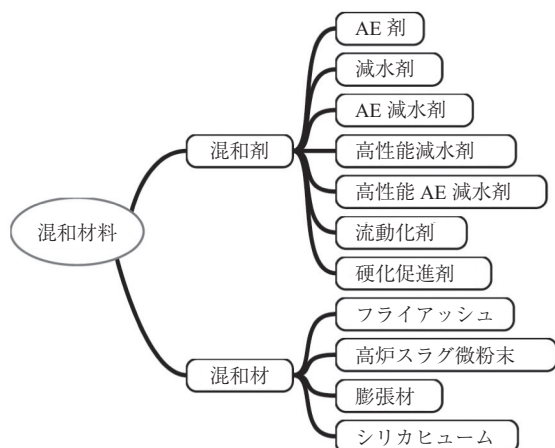 混和材料
混和剤
AE 剤
減水剤
AE 減水剤
高性能減水剤
高性能 AE 減水剤
流動化剤
硬化促進剤
混和材
フライアッシュ
高炉スラグ微粉末
膨張材
シリカヒューム